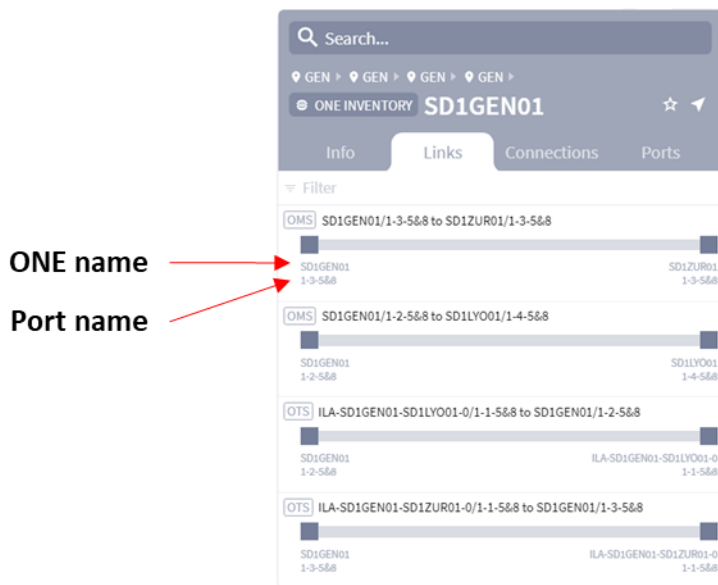 Search...
GEN GEN GEN GEN
ONE INVENTORY SD1GEN01
Info Links Connections Ports
Filter
OMS SD1GEN01/1-3-5&8 to SD1ZUR01/1-3-5&8
ONE name
SD1GEN01 SD1ZUR01
Port name
1-3-5&8 1-3-5&8
OMS SD1GEN01/1-2-5&8 to SD1LYO01/1-4-5&8
SD1GEN01 SD1LYO01
1-2-5&8 1-4-5&8
OTS ILA-SD1GEN01-SD1LYO01-0/1-1-5&8 to SD1GEN01/1-2-5&8
SD1GEN01 ILA-SD1GEN01-SD1LYO01-0
1-2-5&8 1-1-5&8
OTS ILA-SD1GEN01-SD1ZUR01-0/1-1-5&8 to SD1GEN01/1-3-5&8
SD1GEN01 ILA-SD1GEN01-SD1ZUR01-0
1-3-5&8 1-1-5&8